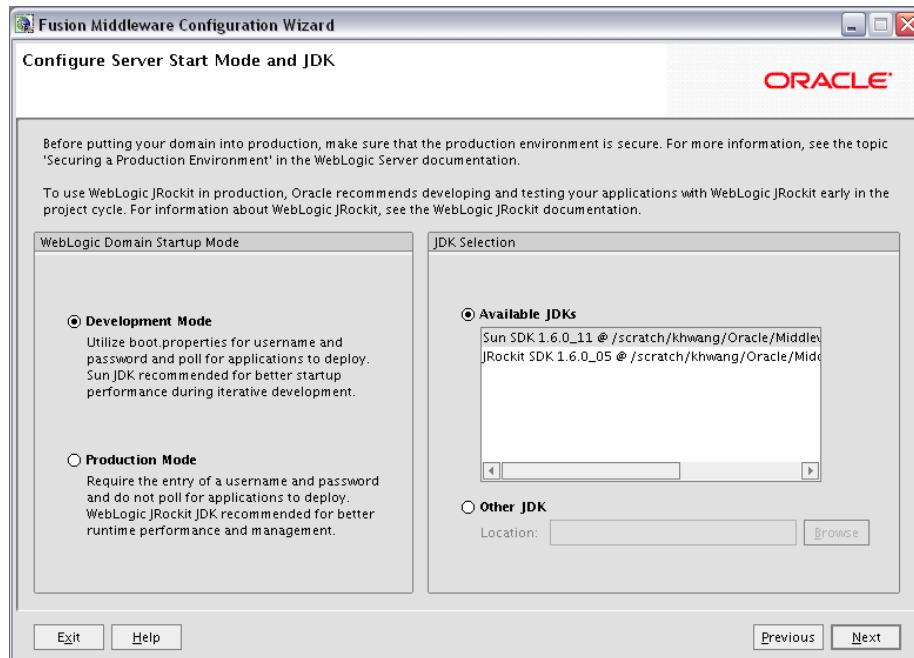 Fusion Middleware Configuration Wizard
Configure Server Start Mode and JDK
ORACLE
Before putting your domain into production, make sure that the production environment is secure. For more information, see the topic
'Securing a Production Environment' in the WebLogic Server documentation.
To use WebLogic JRockit in production, Oracle recommends developing and testing your applications with WebLogic JRockit early in the
project cycle. For information about WebLogic JRockit, see the WebLogic JRockit documentation.
WebLogic Domain Startup Mode
Development Mode
Utilize boot.properties for username and
password and poll for applications to deploy.
Sun JDK recommended for better startup
performance during iterative development.
Production Mode
Require the entry of a username and password
and do not poll for applications to deploy.
WebLogic JRockit JDK recommended for better
runtime performance and management.
JDK Selection
Available JDKs
Sun SDK 1.6.0_11 @ /scratch/khwang/Oracle/Middlew
JRockit SDK 1.6.0_05 @ /scratch/khwang/Oracle/Midd
Other JDK
Location:
Browse
Exit
Help
Previous
Next